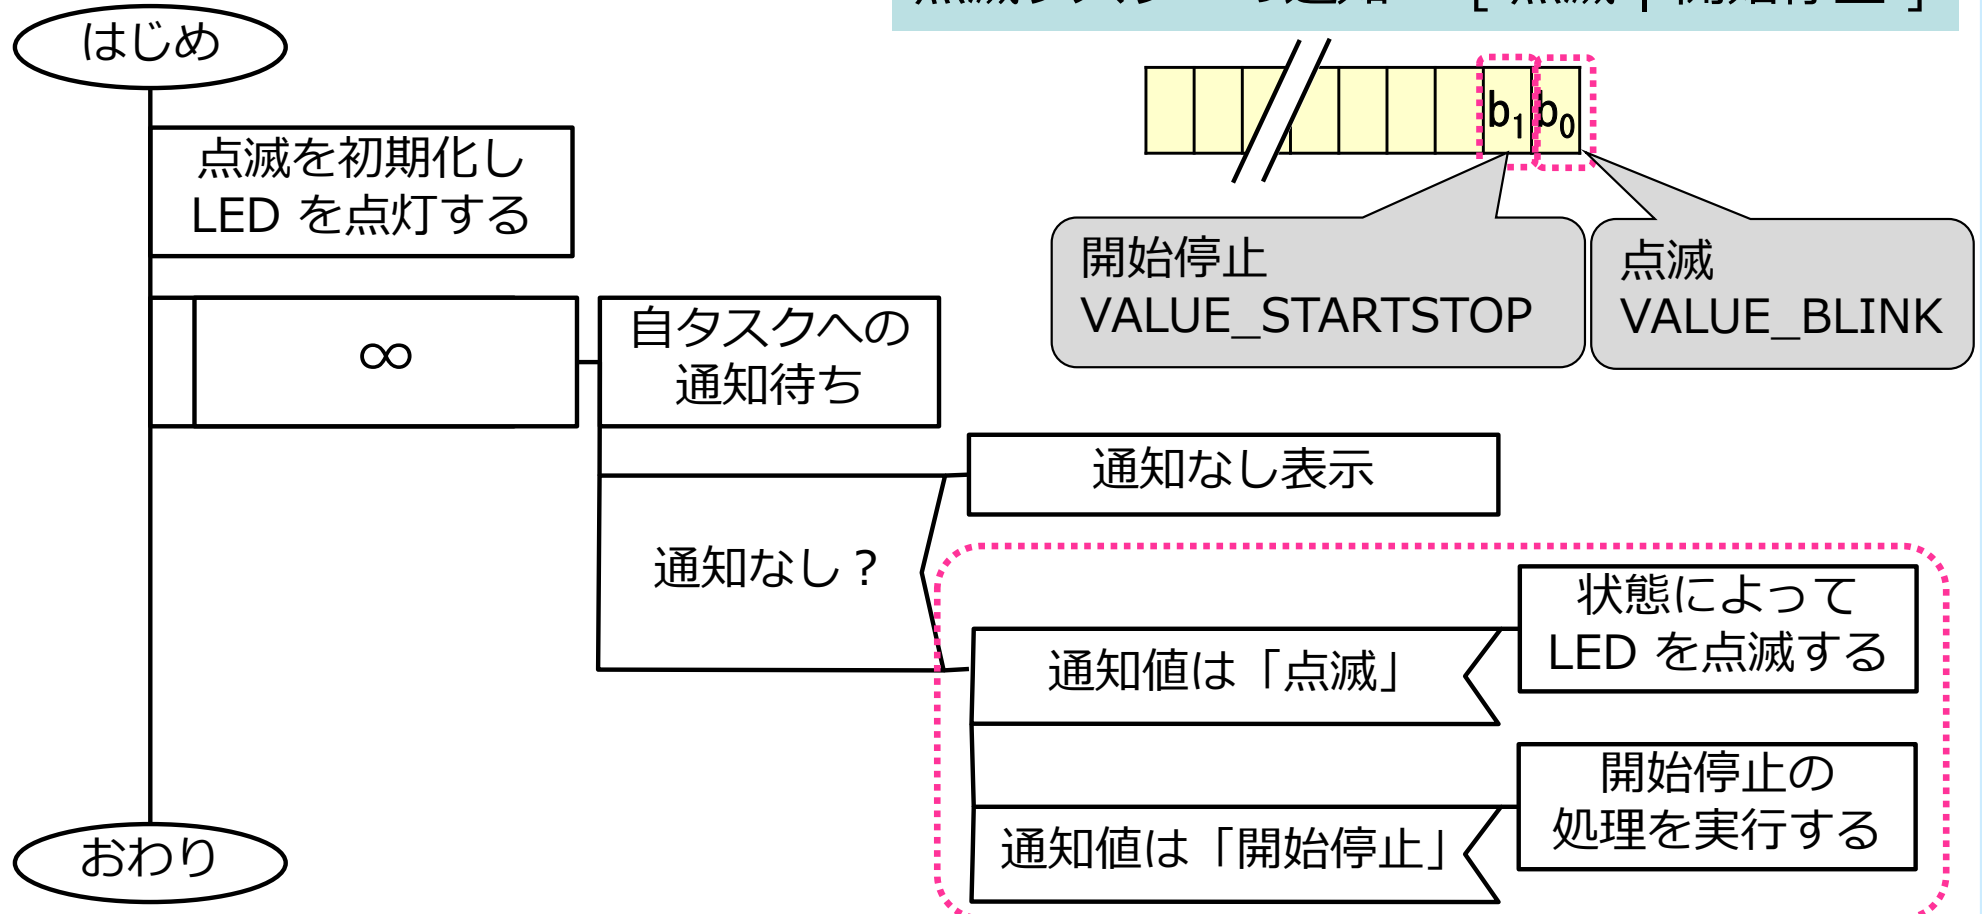 はじめ
点滅を初期化し
LED を点灯する
∞
自タスクへの
通知待ち
b1 b0
開始停止
VALUE_STARTSTOP
点滅
VALUE_BLINK
通知なし表示
通知なし？
通知値は「点滅」
状態によって
LED を点滅する
通知値は「開始停止」
開始停止の
処理を実行する
おわり